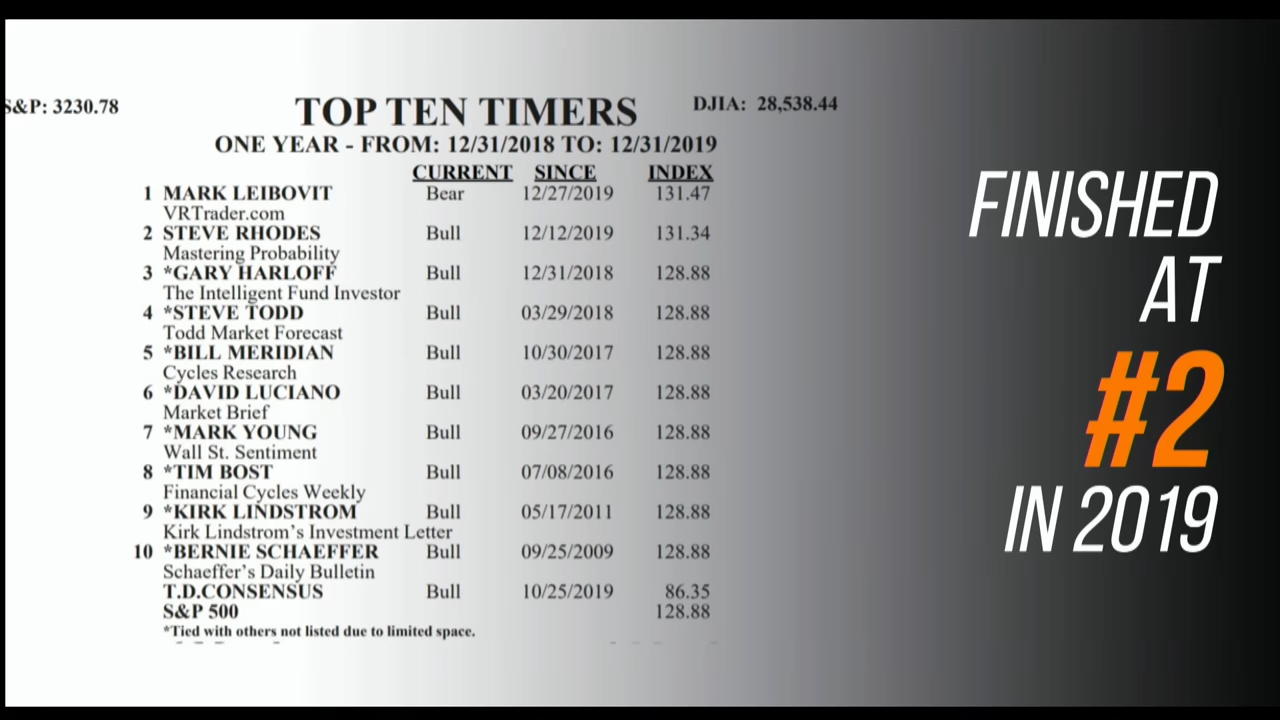 S&P: 3230.78
TOP TEN TIMERS
DJIA: 28,538.44
ONE YEAR - FROM: 12/31/2018 TO: 12/31/2019
CURRENT SINCE INDEX
1 MARK LEIBOVIT Bear 12/27/2019 131.47
VRTrader.com
2 STEVE RHODES Bull 12/12/2019 131.34
Mastering Probability
3 *GARY HARLOFF Bull 12/31/2018 128.88
The Intelligent Fund Investor
4 *STEVE TODD Bull 03/29/2018 128.88
Todd Market Forecast
5 *BILL MERIDIAN Bull 10/30/2017 128.88
Cycles Research
6 *DAVID LUCIANO Bull 03/20/2017 128.88
Market Brief
7 *MARK YOUNG Bull 09/27/2016 128.88
Wall St. Sentiment
8 *TIM BOST Bull 07/08/2016 128.88
Financial Cycles Weekly
9 *KIRK LINDSTROM Bull 05/17/2011 128.88
Kirk Lindstrom's Investment Letter
10 *BERNIE SCHAEFFER Bull 09/25/2009 128.88
Schaeffer's Daily Bulletin
T.D.CONSENSUS Bull 10/25/2019 86.35
S&P 500 128.88
*Tied with others not listed due to limited space.
FINISHED
AT
#2
IN 2019